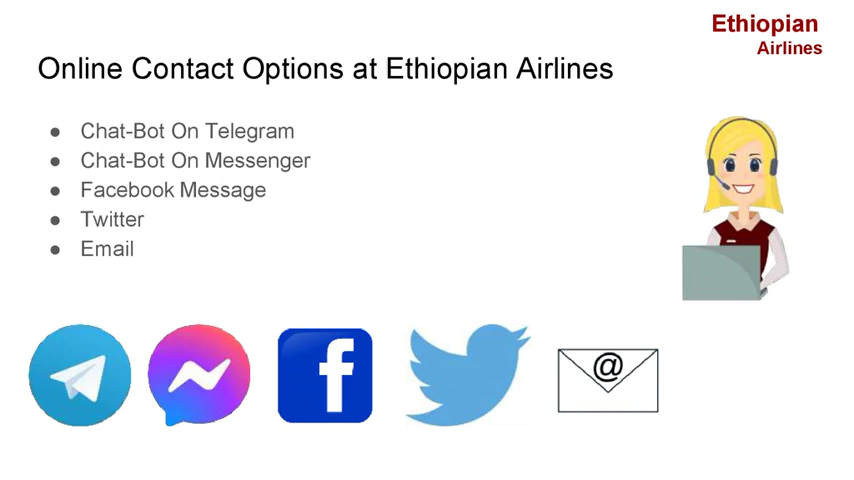 Ethiopian
Airlines
Online Contact Options at Ethiopian Airlines
● Chat-Bot On Telegram
● Chat-Bot On Messenger
● Facebook Message
● Twitter
● Email
f
@